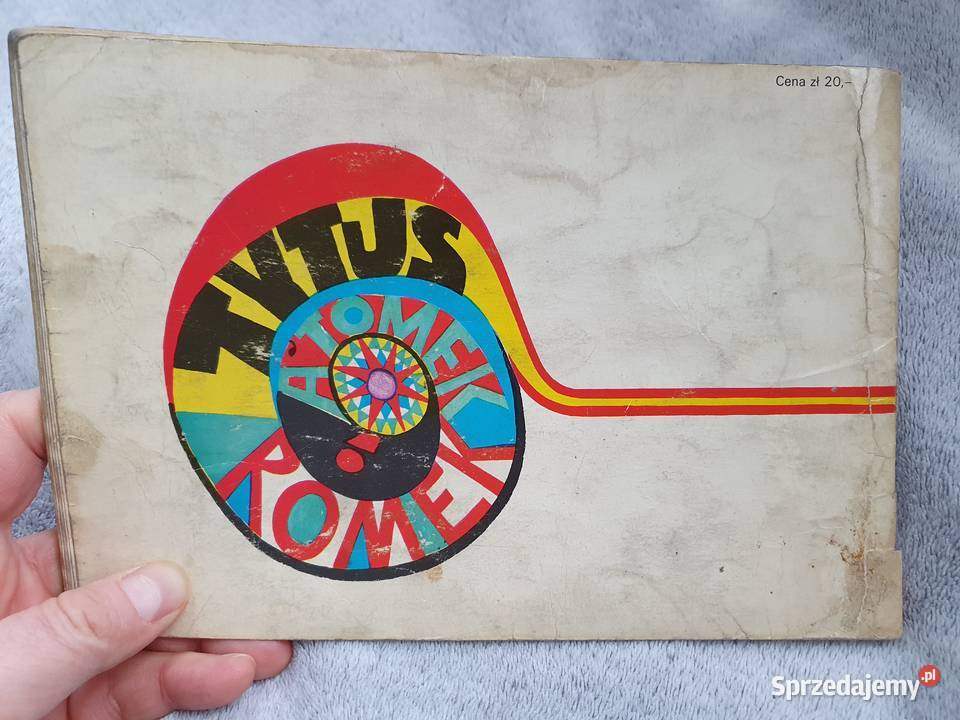 Cena zł 20,-
TYTUS
ROMEK
i
A'TOMEK
Sprzedajemy.pl